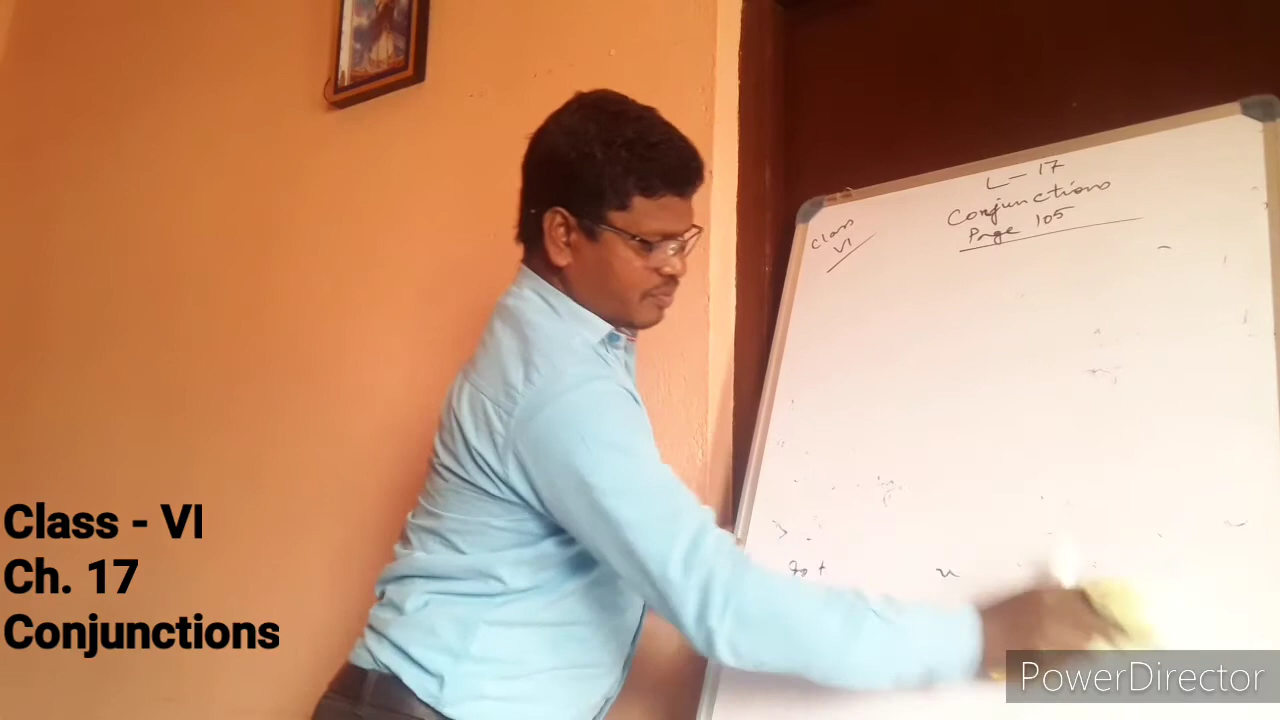 L - 17
Conjunctions
Page 105
Class
VI
Class - VI
Ch. 17
Conjunctions
PowerDirector